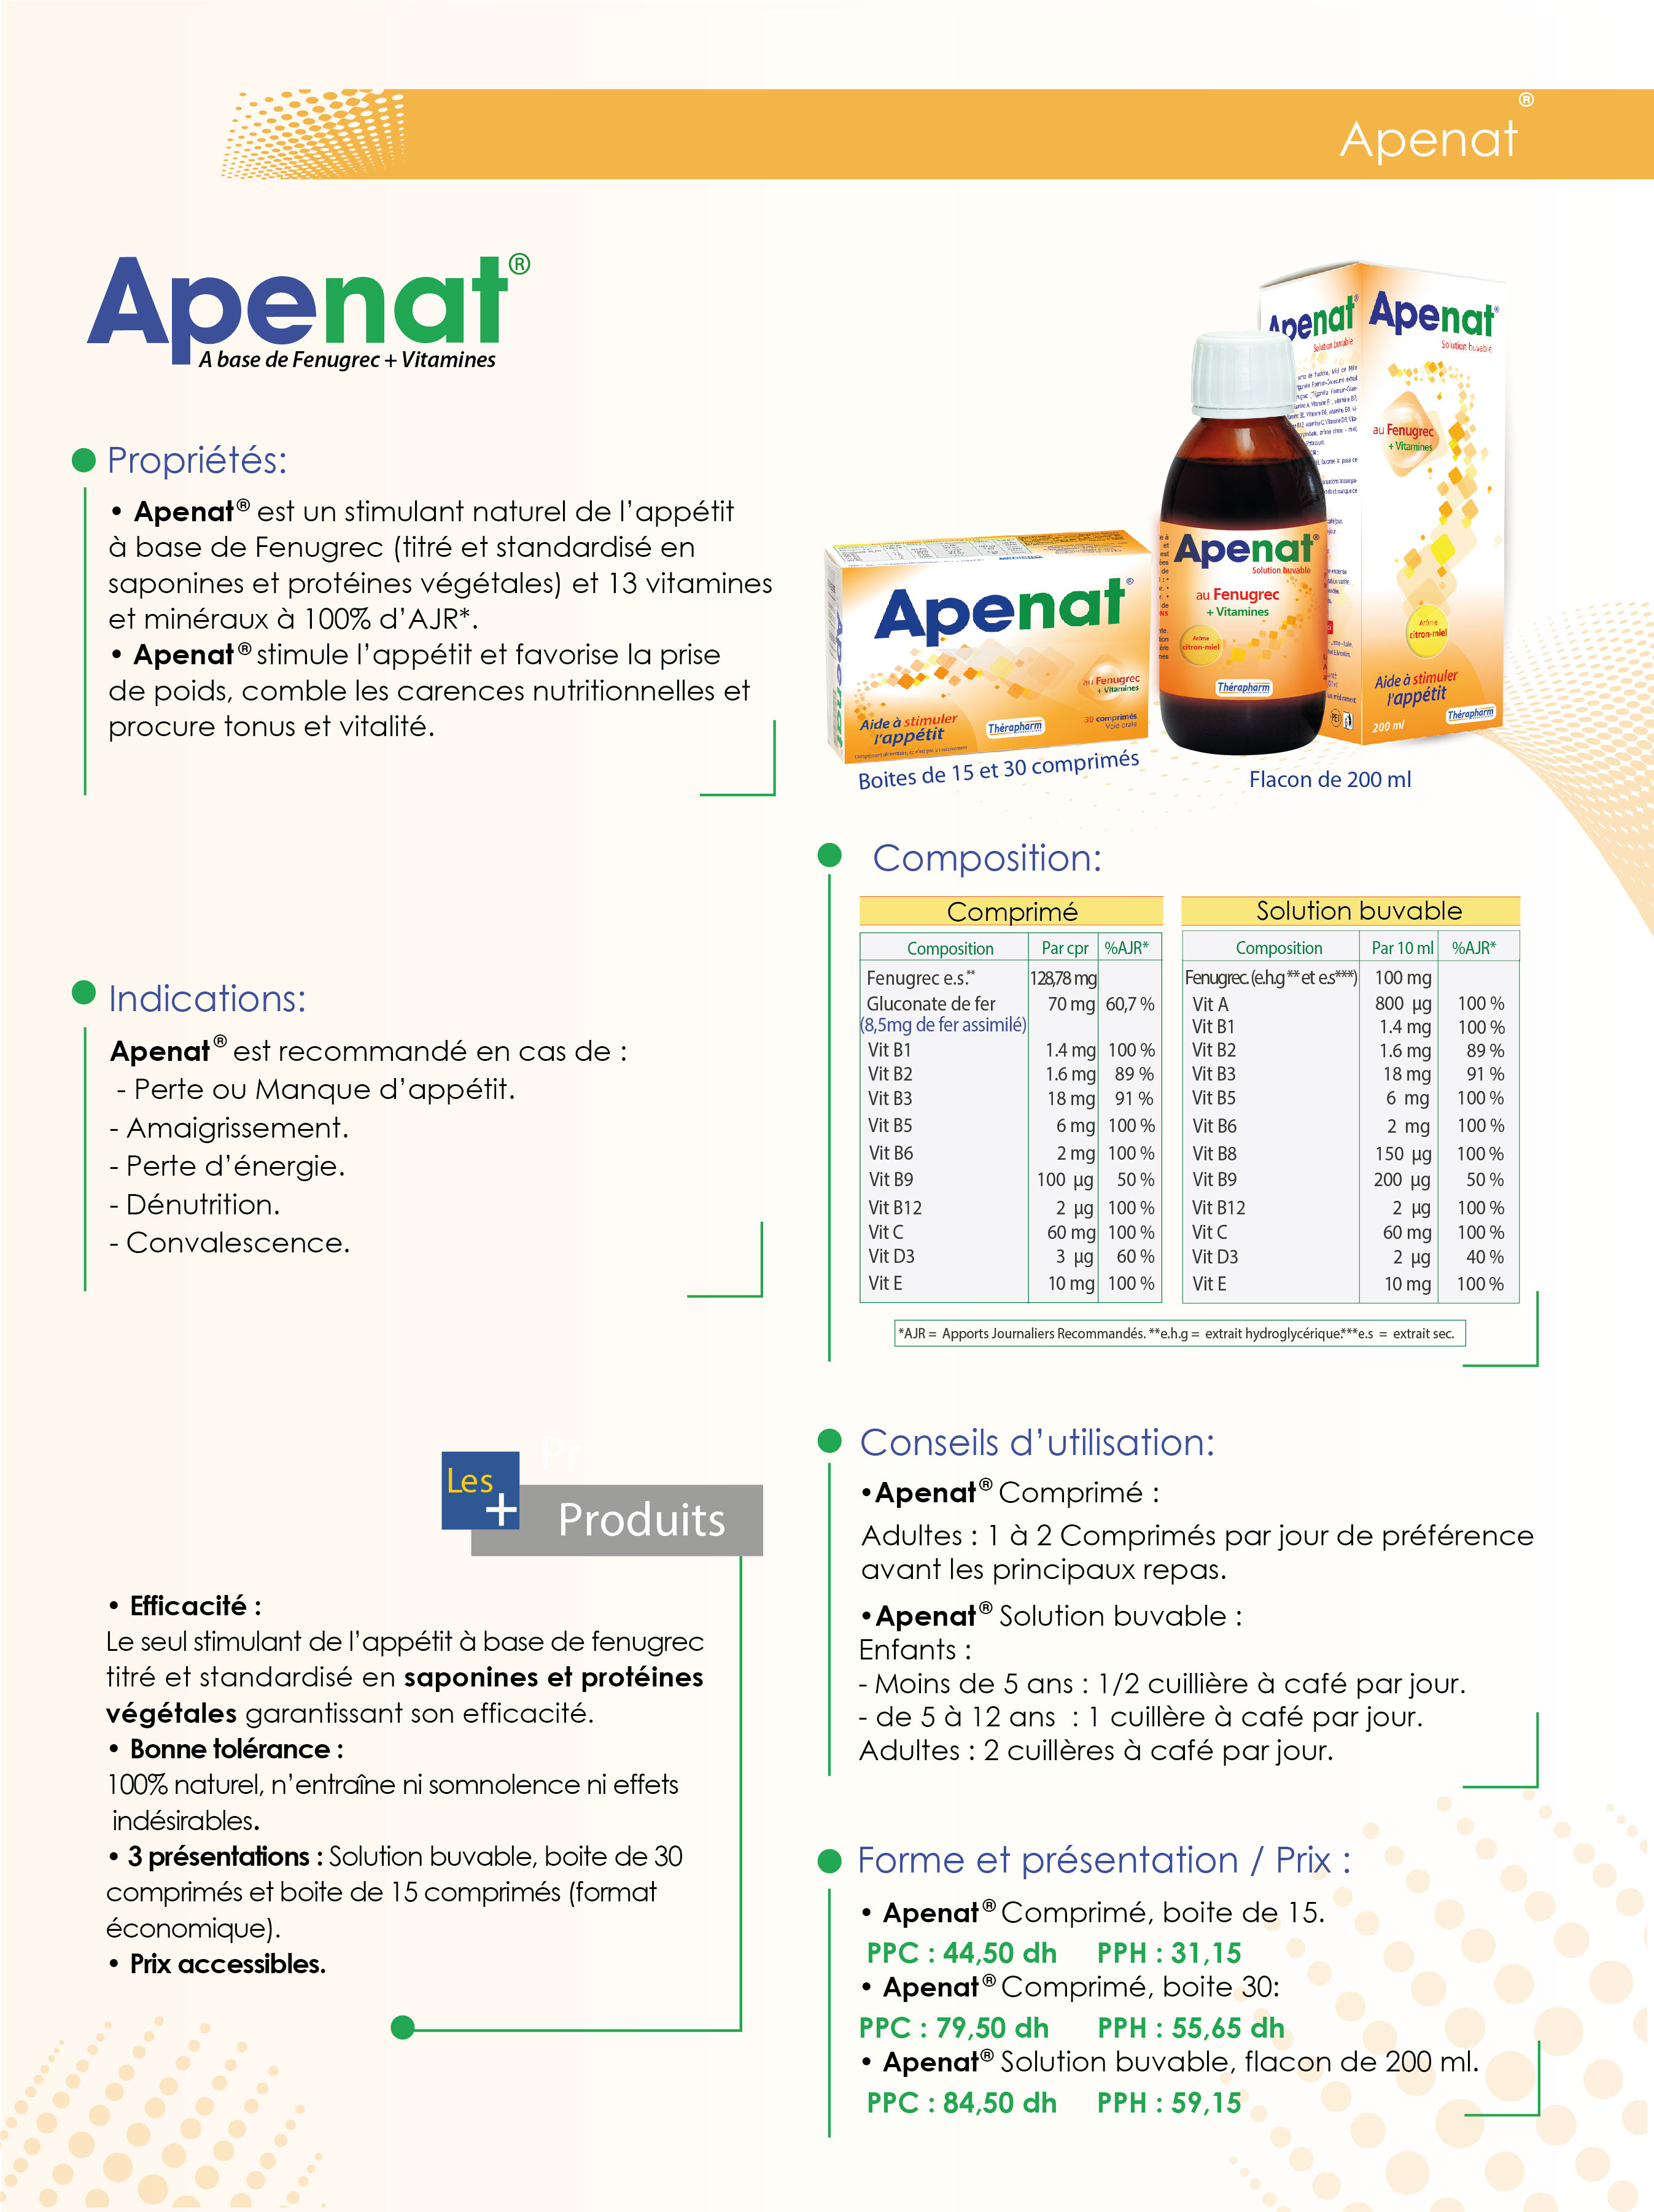 Apenat®
Apenat®
A base de Fenugrec + Vitamines
Propriétés:
• Apenat® est un stimulant naturel de l'appétit
à base de Fenugrec (titré et standardisé en
saponines et protéines végétales) et 13 vitamines
et minéraux à 100% d'AJR*.
• Apenat® stimule l'appétit et favorise la prise
de poids, comble les carences nutritionnelles et
procure tonus et vitalité.
Apenat®
au Fenugrec
+ Vitamines
Aide à stimuler
l'appétit
Thérapharm
30 comprimés
Voie orale
Boites de 15 et 30 comprimés
Apenat®
Solution buvable
au Fenugrec
+ Vitamines
Arôme
citron-miel
Thérapharm
Apenat®
Solution buvable
Apenat®
Solution buvable
au Fenugrec
+ Vitamines
Arôme
citron-miel
Aide à stimuler
l'appétit
200 ml
Thérapharm
Flacon de 200 ml
Indications:
Apenat® est recommandé en cas de :
- Perte ou Manque d'appétit.
- Amaigrissement.
- Perte d'énergie.
- Dénutrition.
- Convalescence.
Composition:
Comprimé
Composition Par cpr %AJR*
Fenugrec e.s.** 128,78 mg
Gluconate de fer 70 mg 60,7 %
(8,5mg de fer assimilé)
Vit B1 1.4 mg 100 %
Vit B2 1.6 mg 89 %
Vit B3 18 mg 91 %
Vit B5 6 mg 100 %
Vit B6 2 mg 100 %
Vit B9 100 µg 50 %
Vit B12 2 µg 100 %
Vit C 60 mg 100 %
Vit D3 3 µg 60 %
Vit E 10 mg 100 %
Solution buvable
Composition Par 10 ml %AJR*
Fenugrec. (e.h.g ** et e.s***) 100 mg
Vit A 800 µg 100 %
Vit B1 1.4 mg 100 %
Vit B2 1.6 mg 89 %
Vit B3 18 mg 91 %
Vit B5 6 mg 100 %
Vit B6 2 mg 100 %
Vit B8 150 µg 100 %
Vit B9 200 µg 50 %
Vit B12 2 µg 100 %
Vit C 60 mg 100 %
Vit D3 2 µg 40 %
Vit E 10 mg 100 %
*AJR = Apports Journaliers Recommandés. **e.h.g = extrait hydroglycérique.***e.s = extrait sec.
Pr
Les +
Produits
• Efficacité :
Le seul stimulant de l'appétit à base de fenugrec
titré et standardisé en saponines et protéines
végétales garantissant son efficacité.
• Bonne tolérance :
100% naturel, n'entraîne ni somnolence ni effets
indésirables.
• 3 présentations : Solution buvable, boite de 30
comprimés et boite de 15 comprimés (format
économique).
• Prix accessibles.
Conseils d'utilisation:
•Apenat® Comprimé :
Adultes : 1 à 2 Comprimés par jour de préférence
avant les principaux repas.
•Apenat® Solution buvable :
Enfants :
- Moins de 5 ans : 1/2 cuillière à café par jour.
- de 5 à 12 ans : 1 cuillère à café par jour.
Adultes : 2 cuillères à café par jour.
Forme et présentation / Prix :
• Apenat® Comprimé, boite de 15.
PPC : 44,50 dh PPH : 31,15
• Apenat® Comprimé, boite 30:
PPC : 79,50 dh PPH : 55,65 dh
• Apenat® Solution buvable, flacon de 200 ml.
PPC : 84,50 dh PPH : 59,15